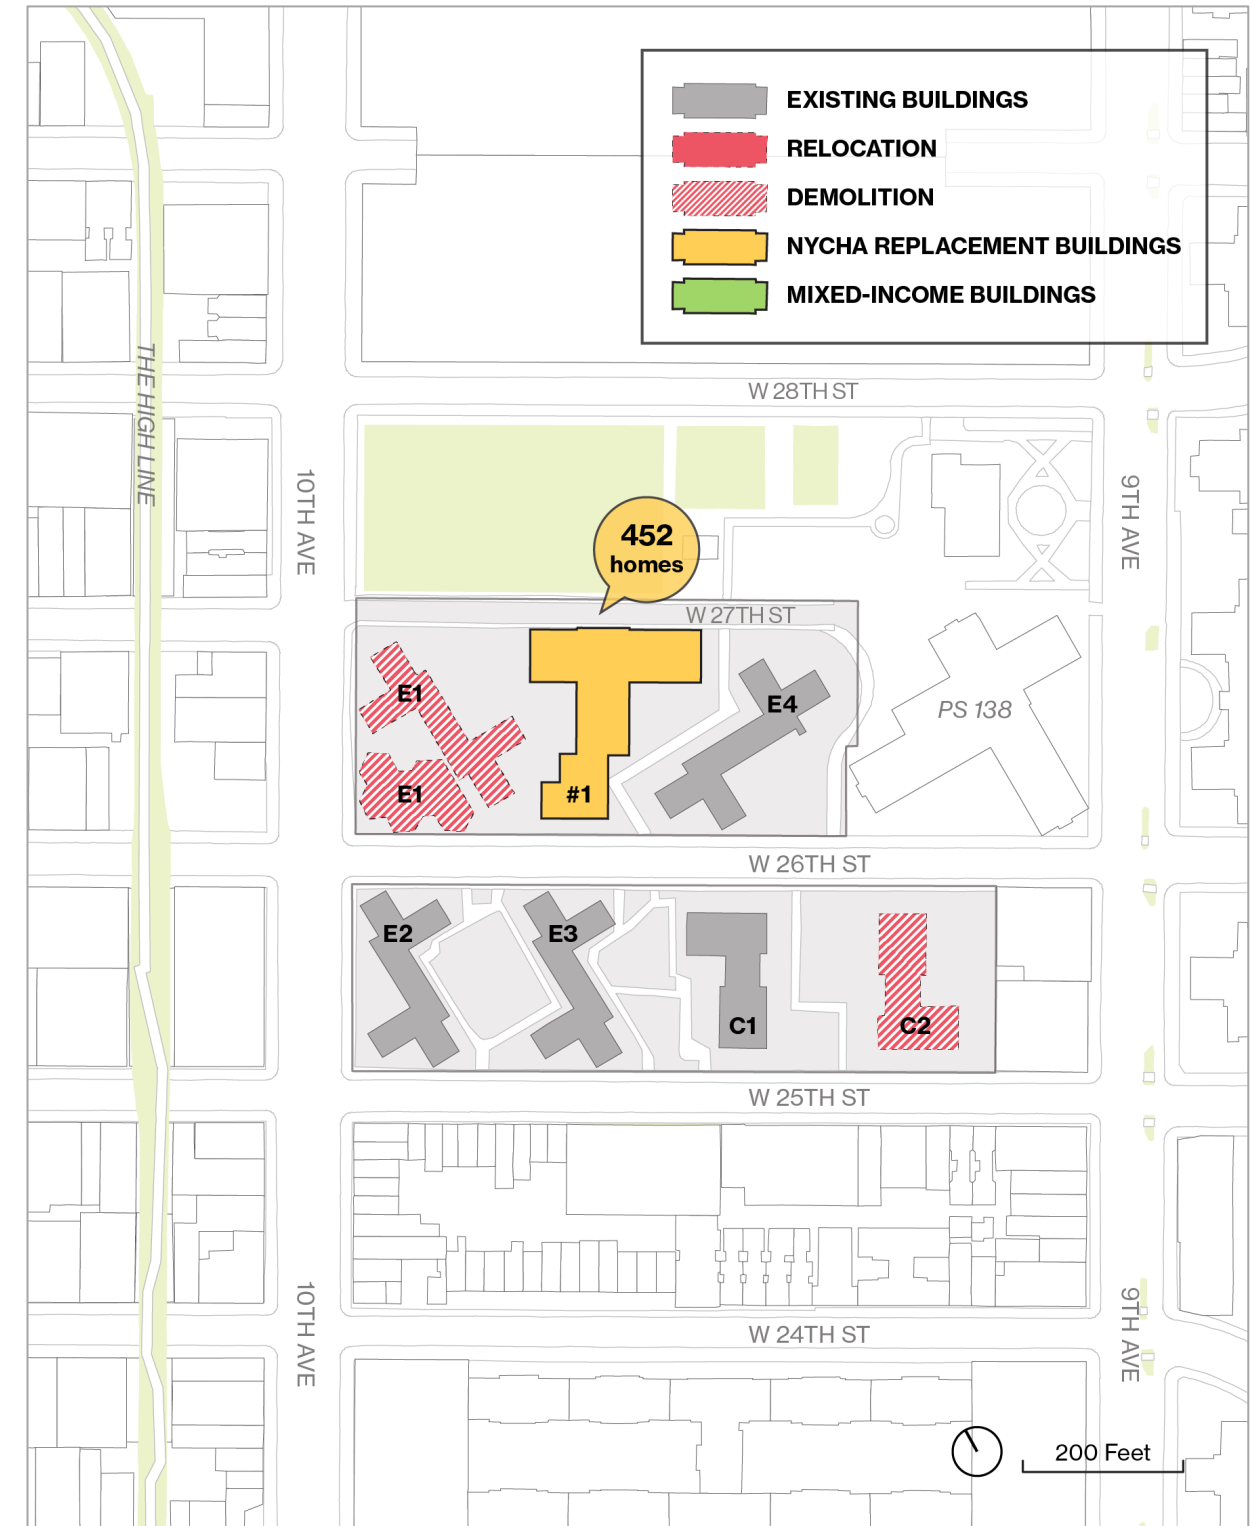 EXISTING BUILDINGS
RELOCATION
DEMOLITION
NYCHA REPLACEMENT BUILDINGS
MIXED-INCOME BUILDINGS
THE HIGH LINE
W 28TH ST
10TH AVE
9TH AVE
452
homes
W 27TH ST
E1
E4
PS 138
E1
#1
W 26TH ST
E2
E3
C1
C2
W 25TH ST
10TH AVE
9TH AVE
W 24TH ST
200 Feet